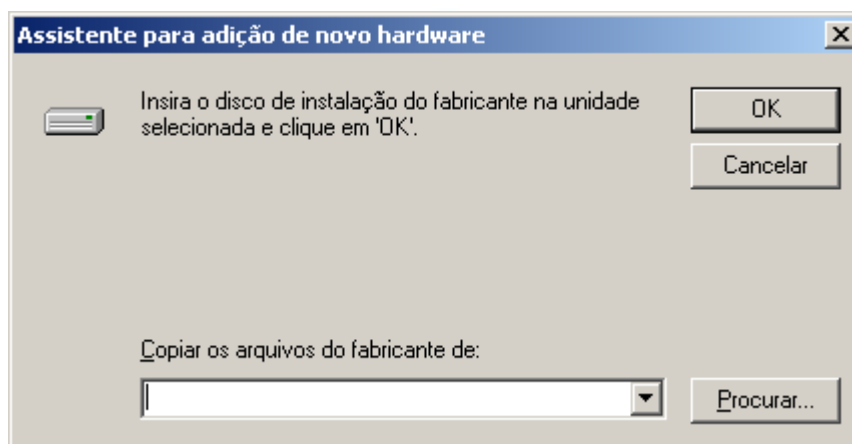 Assistente para adição de novo hardware
Insira o disco de instalação do fabricante na unidade
selecionada e clique em 'OK'.
OK
Cancelar
Copiar os arquivos do fabricante de:
Procurar...